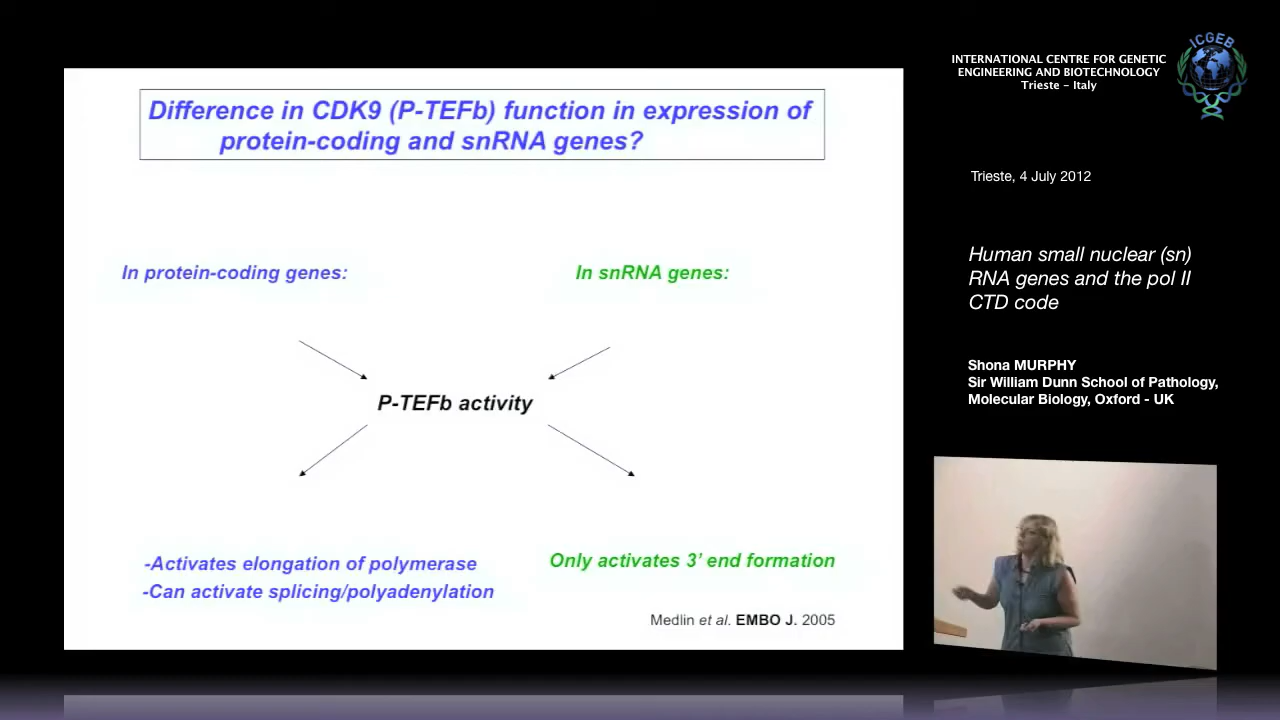 Difference in CDK9 (P-TEFb) function in expression of
protein-coding and snRNA genes?
In protein-coding genes:
In snRNA genes:
P-TEFb activity
-Activates elongation of polymerase
-Can activate splicing/polyadenylation
Only activates 3’ end formation
Medlin et al. EMBO J. 2005
INTERNATIONAL CENTRE FOR GENETIC
ENGINEERING AND BIOTECHNOLOGY
Trieste - Italy
ICGEB
Trieste, 4 July 2012
Human small nuclear (sn)
RNA genes and the pol II
CTD code
Shona MURPHY
Sir William Dunn School of Pathology,
Molecular Biology, Oxford - UK